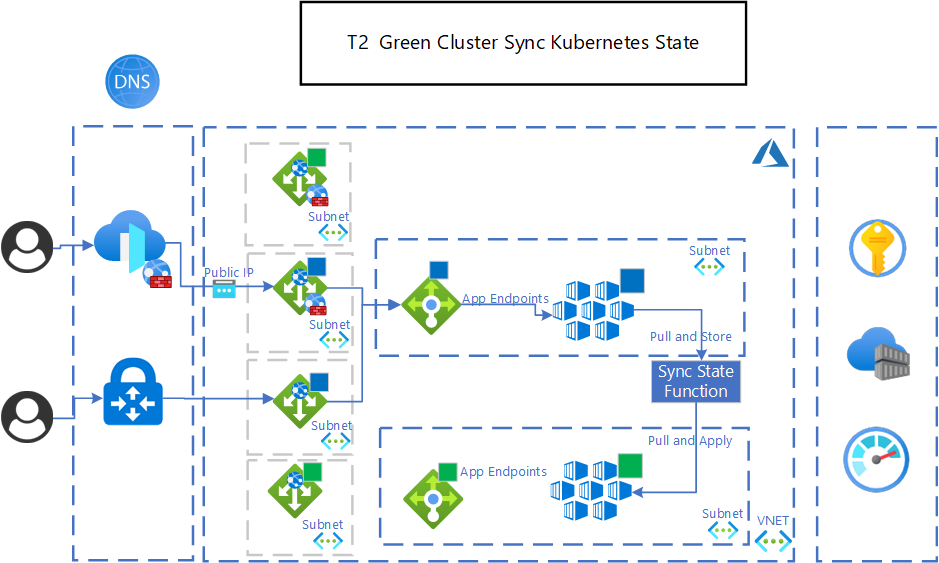 T2 Green Cluster Sync Kubernetes State
DNS
Subnet
Public IP
Subnet
Subnet
App Endpoints
Pull and Store
Sync State
Function
Subnet
Pull and Apply
App Endpoints
Subnet
Subnet
VNET